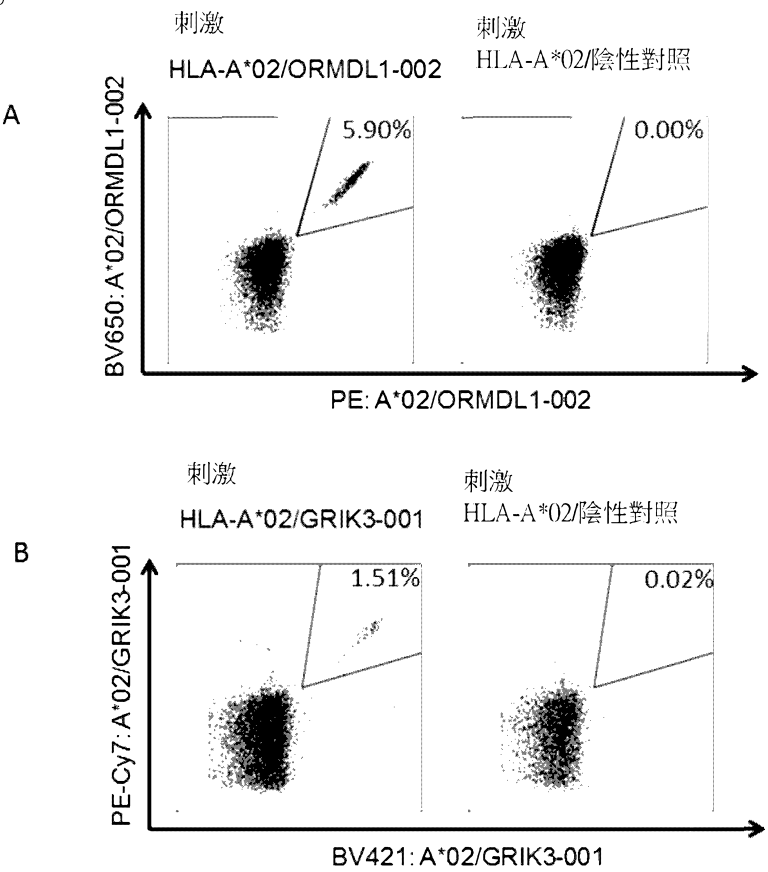 刺激
HLA-A*02/ORMDL1-002
刺激
HLA-A*02/陰性對照
A
BV650: A*02/ORMDL1-002
5.90%
0.00%
PE: A*02/ORMDL1-002
刺激
HLA-A*02/GRIK3-001
刺激
HLA-A*02/陰性對照
B
PE-Cy7: A*02/GRIK3-001
1.51%
0.02%
BV421: A*02/GRIK3-001